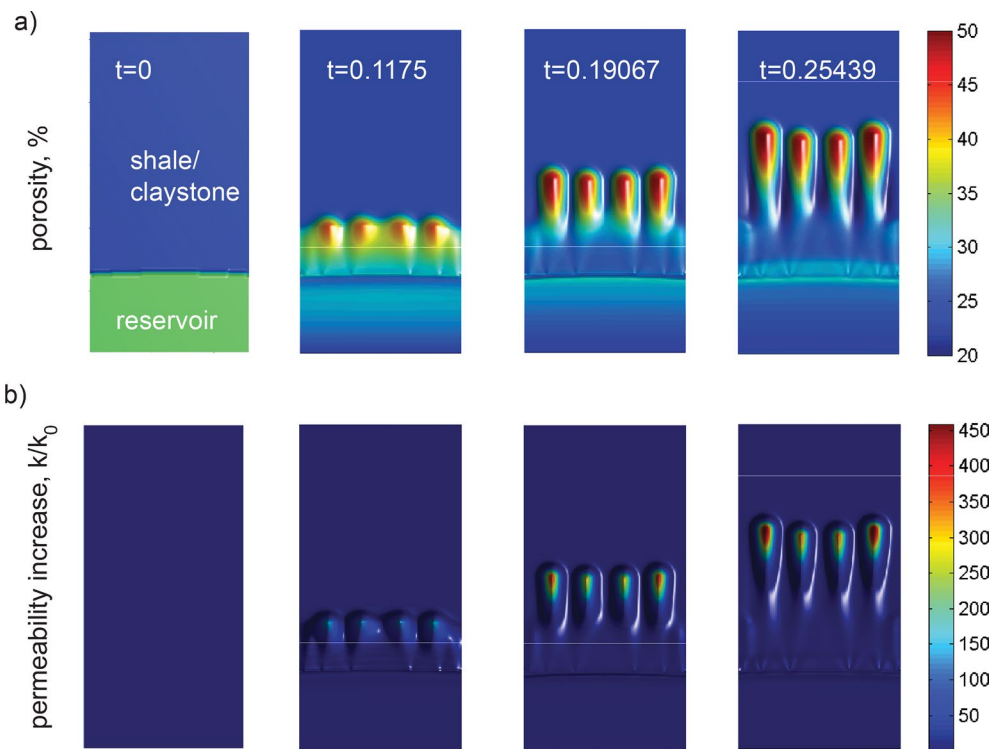 a)
t=0
t=0.1175
t=0.19067
t=0.25439
shale/
claystone
reservoir
porosity, %
50
45
40
35
30
25
20
b)
permeability increase, k/k₀
450
400
350
300
250
200
150
100
50